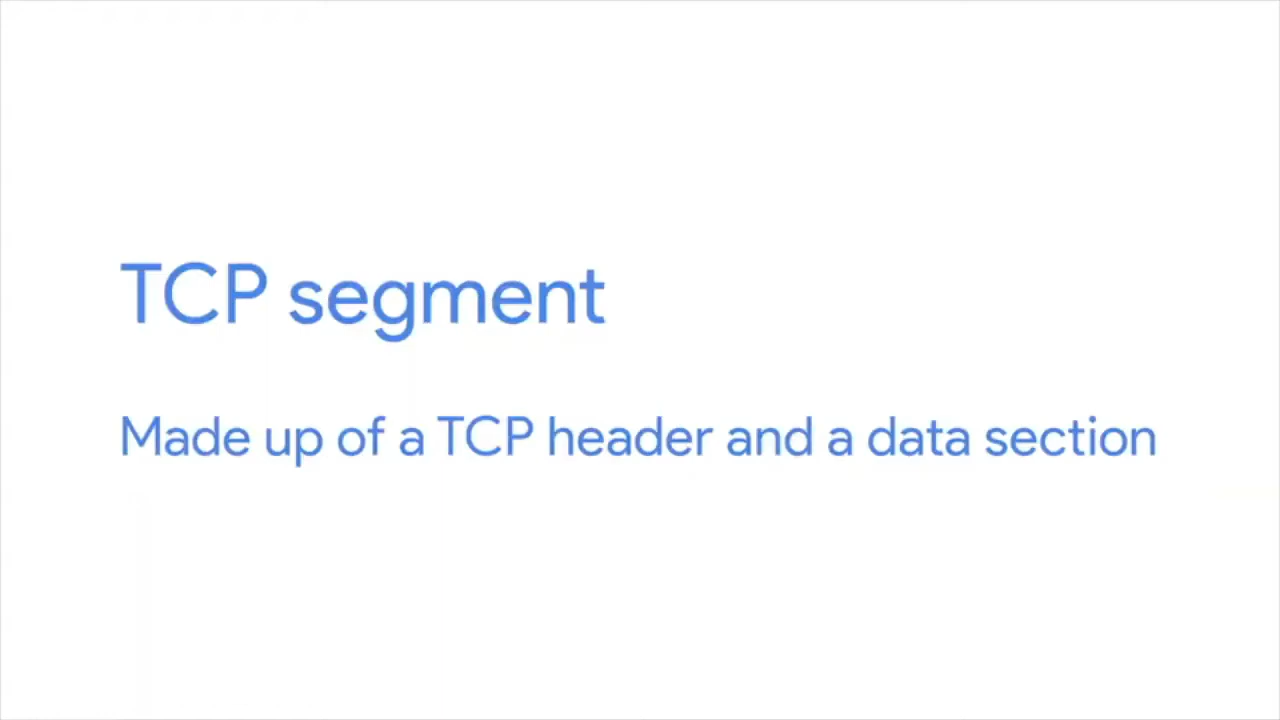 TCP segment
Made up of a TCP header and a data section